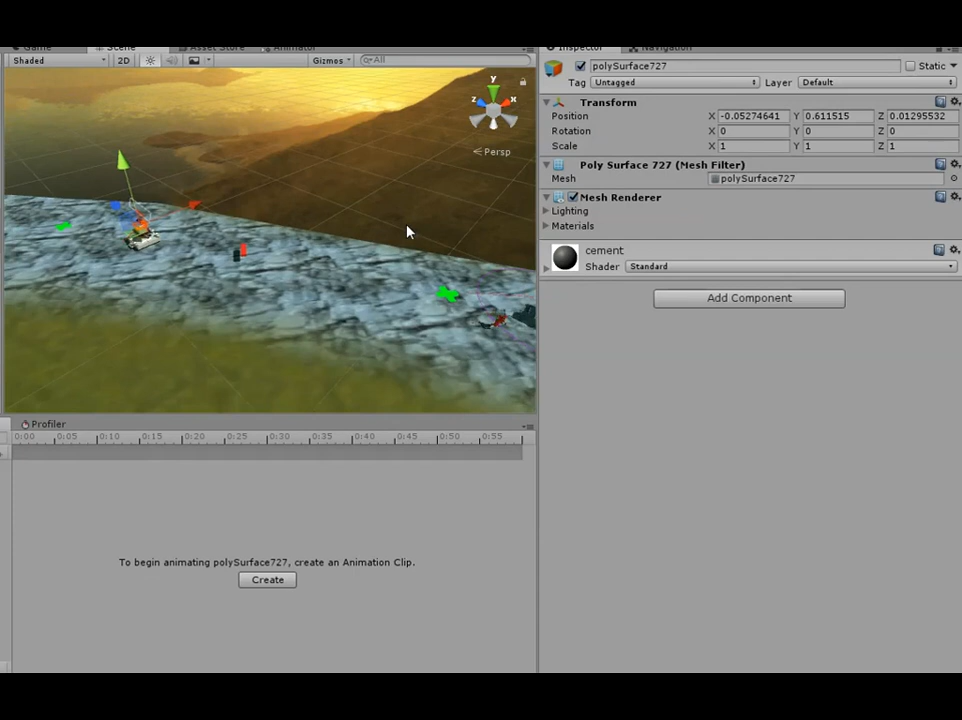 Game Scene Asset Store Animator
Shaded 2D Gizmos All
y
z x
Persp
Profiler
0:00 0:05 0:10 0:15 0:20 0:25 0:30 0:35 0:40 0:45 0:50 0:55
To begin animating polySurface727, create an Animation Clip.
Create
Inspector Navigation
polySurface727 Static
Tag Untagged Layer Default
Transform
Position X -0.05274641 Y 0.611515 Z 0.01295532
Rotation X 0 Y 0 Z 0
Scale X 1 Y 1 Z 1
Poly Surface 727 (Mesh Filter)
Mesh polySurface727
Mesh Renderer
Lighting
Materials
cement
Shader Standard
Add Component